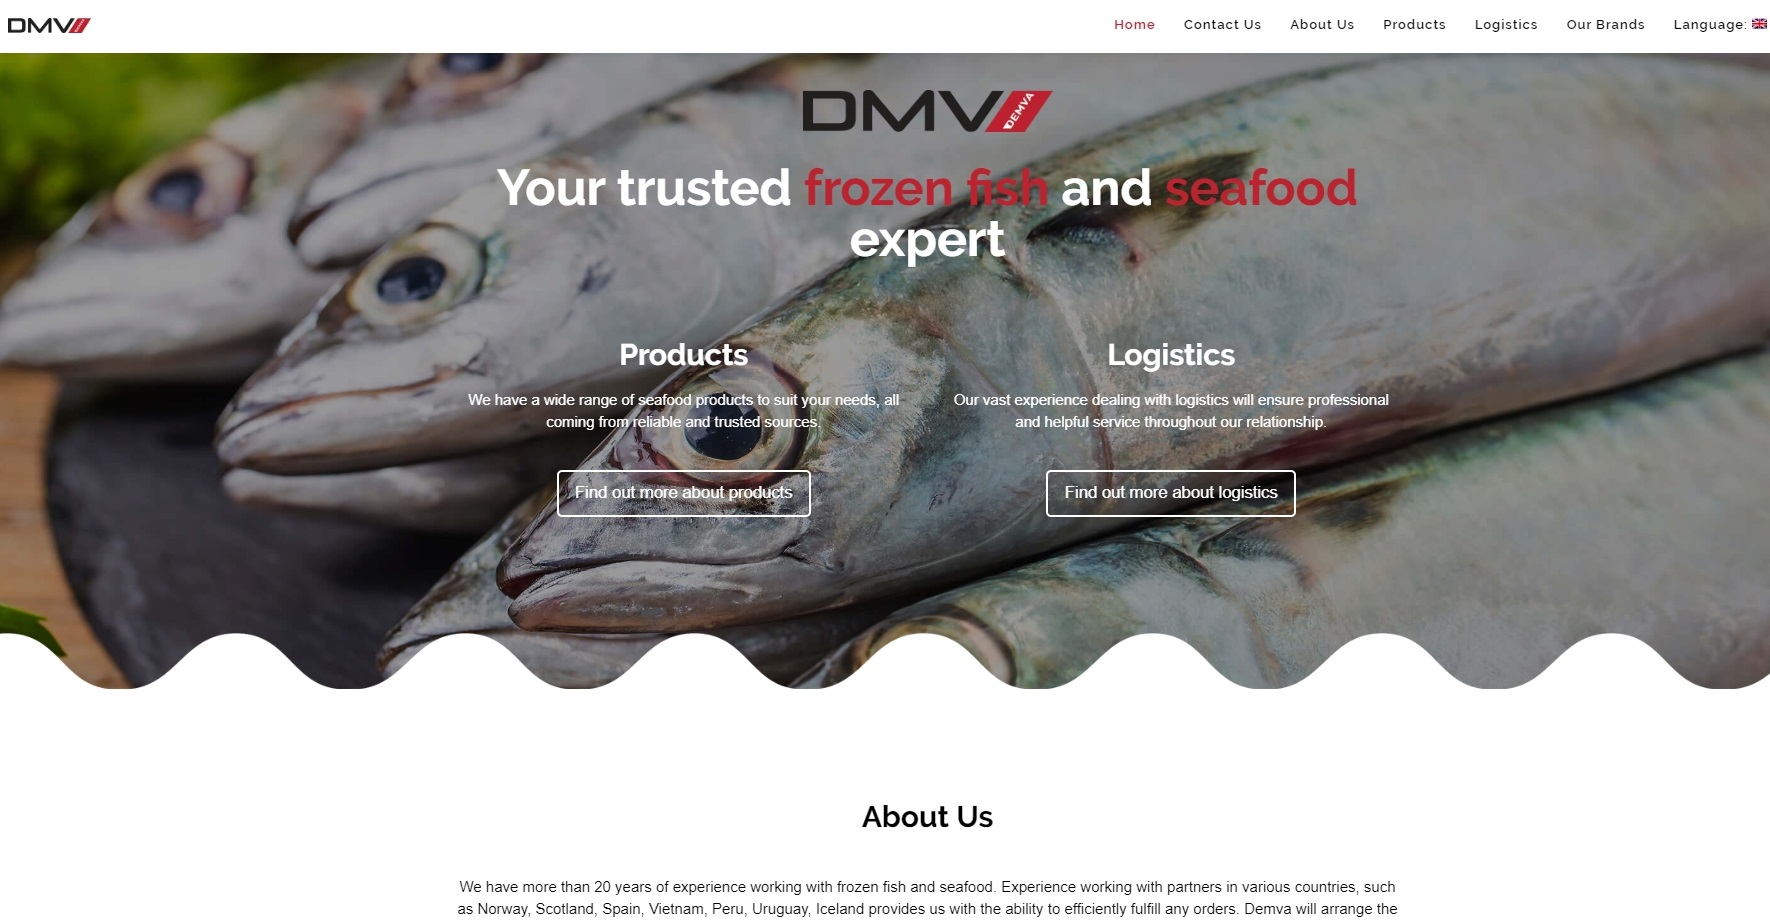 DMV
Home Contact Us About Us Products Logistics Our Brands Language:
DMV DEMVA
Your trusted frozen fish and seafood
expert
Products
We have a wide range of seafood products to suit your needs, all
coming from reliable and trusted sources.
Find out more about products
Logistics
Our vast experience dealing with logistics will ensure professional
and helpful service throughout our relationship.
Find out more about logistics
About Us
We have more than 20 years of experience working with frozen fish and seafood. Experience working with partners in various countries, such
as Norway, Scotland, Spain, Vietnam, Peru, Uruguay, Iceland provides us with the ability to efficiently fulfill any orders. Demva will arrange the